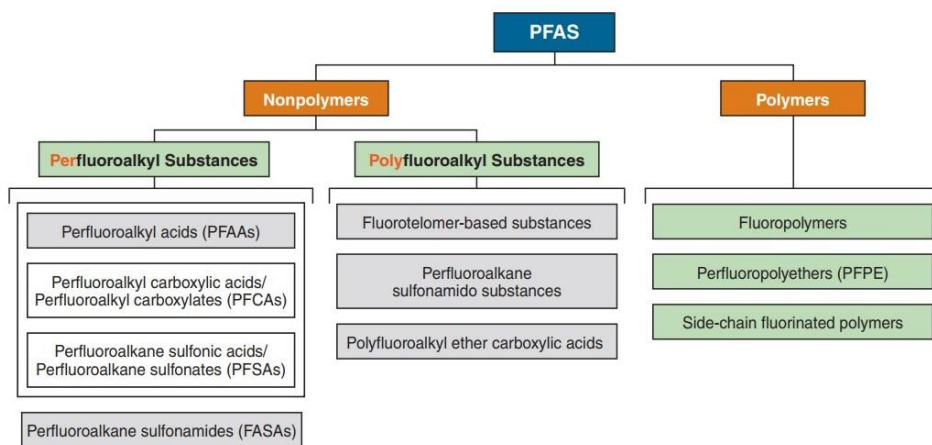 PFAS
Nonpolymers
Polymers
Perfluoroalkyl Substances
Polyfluoroalkyl Substances
Perfluoroalkyl acids (PFAAs)
Perfluoroalkyl carboxylic acids/
Perfluoroalkyl carboxylates (PFCAs)
Perfluoroalkane sulfonic acids/
Perfluoroalkane sulfonates (PFSAs)
Perfluoroalkane sulfonamides (FASAs)
Fluorotelomer-based substances
Perfluoroalkane
sulfonamido substances
Polyfluoroalkyl ether carboxylic acids
Fluoropolymers
Perfluoropolyethers (PFPE)
Side-chain fluorinated polymers